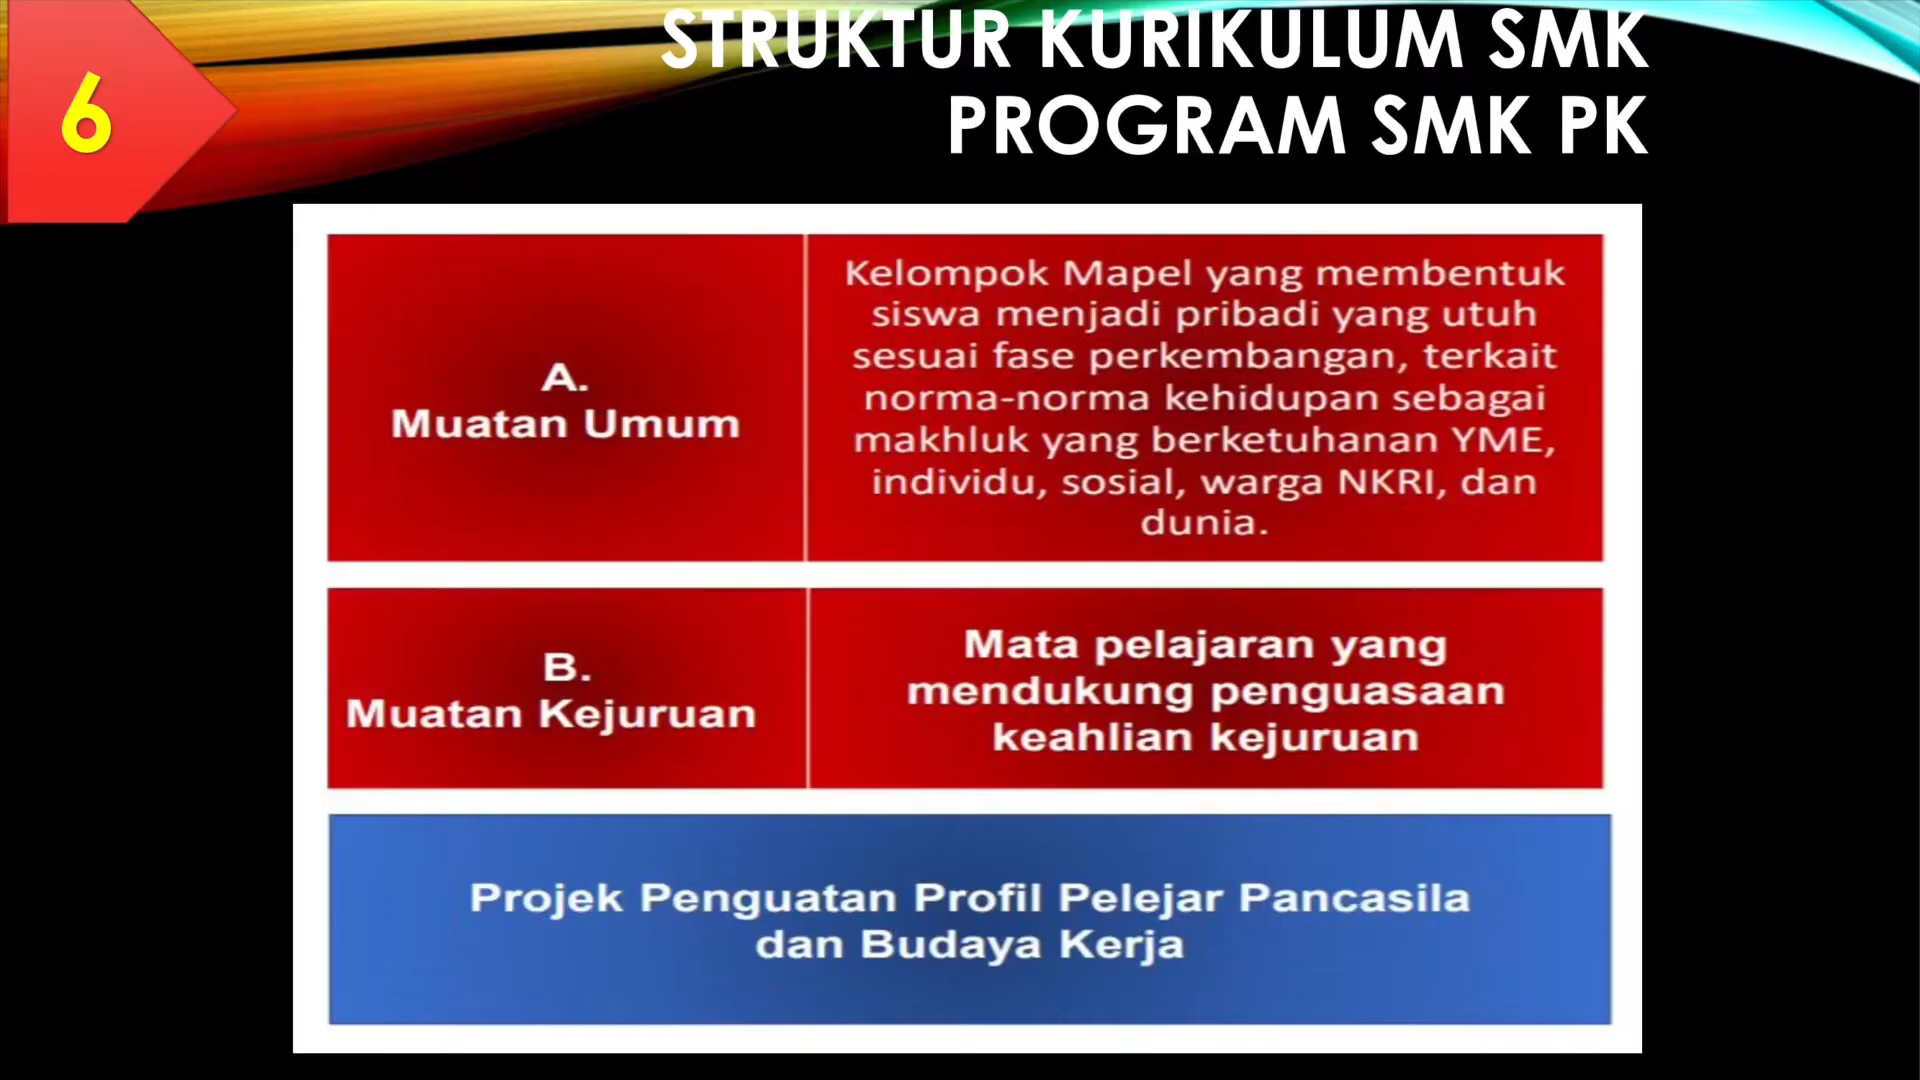 6
STRUKTUR KURIKULUM SMK
PROGRAM SMK PK
A.
Muatan Umum
Kelompok Mapel yang membentuk
siswa menjadi pribadi yang utuh
sesuai fase perkembangan, terkait
norma-norma kehidupan sebagai
makhluk yang berketuhanan YME,
individu, sosial, warga NKRI, dan
dunia.
B.
Muatan Kejuruan
Mata pelajaran yang
mendukung penguasaan
keahlian kejuruan
Projek Penguatan Profil Pelejar Pancasila
dan Budaya Kerja